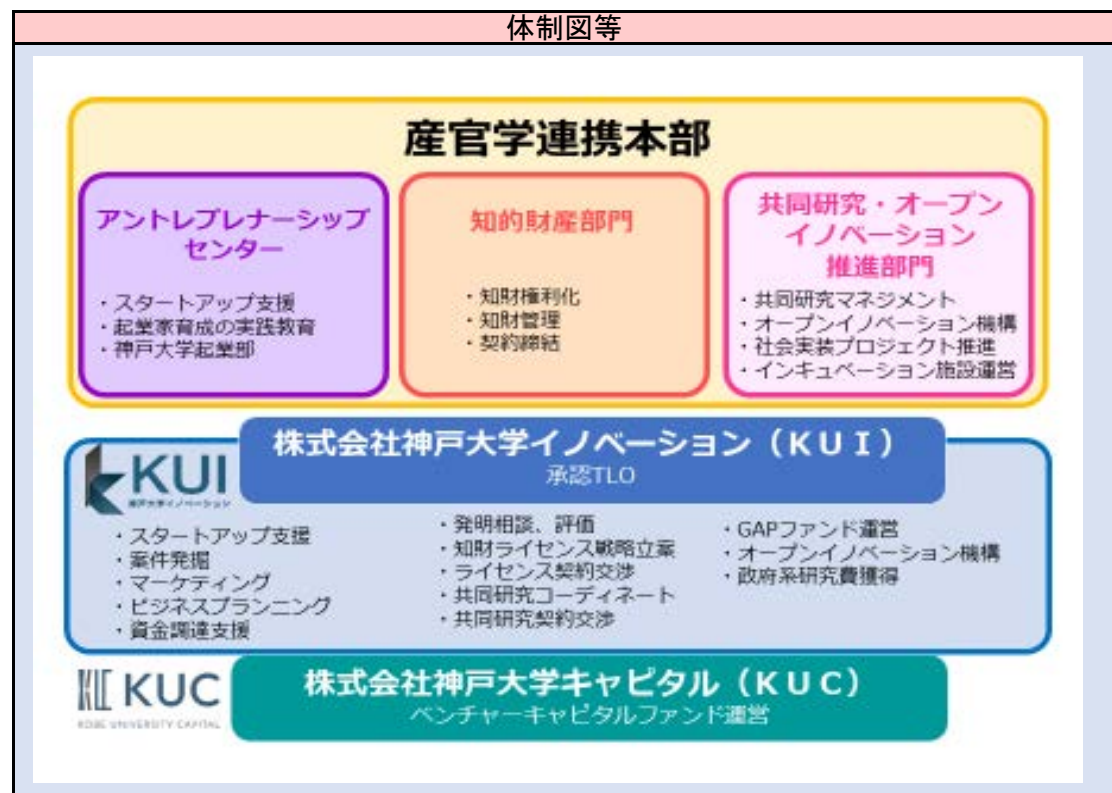 体制図等
産官学連携本部
アントレプレナーシップ
センター
・スタートアップ支援
・起業家育成の実践教育
・神戸大学起業部
知的財産部門
・知財権利化
・知財管理
・契約締結
共同研究・オープン
イノベーション
推進部門
・共同研究マネジメント
・オープンイノベーション機構
・社会実装プロジェクト推進
・インキュベーション施設運営
株式会社神戸大学イノベーション（ＫＵＩ）
承認TLO
KUI
神戸大学イノベーション
・スタートアップ支援
・案件発掘
・マーケティング
・ビジネスプランニング
・資金調達支援
・発明相談、評価
・知財ライセンス戦略立案
・ライセンス契約交渉
・共同研究コーディネート
・共同研究契約交渉
・GAPファンド運営
・オープンイノベーション機構
・政府系研究費獲得
KUC
KOBE UNIVERSITY CAPITAL
株式会社神戸大学キャピタル（ＫＵＣ）
ベンチャーキャピタルファンド運営